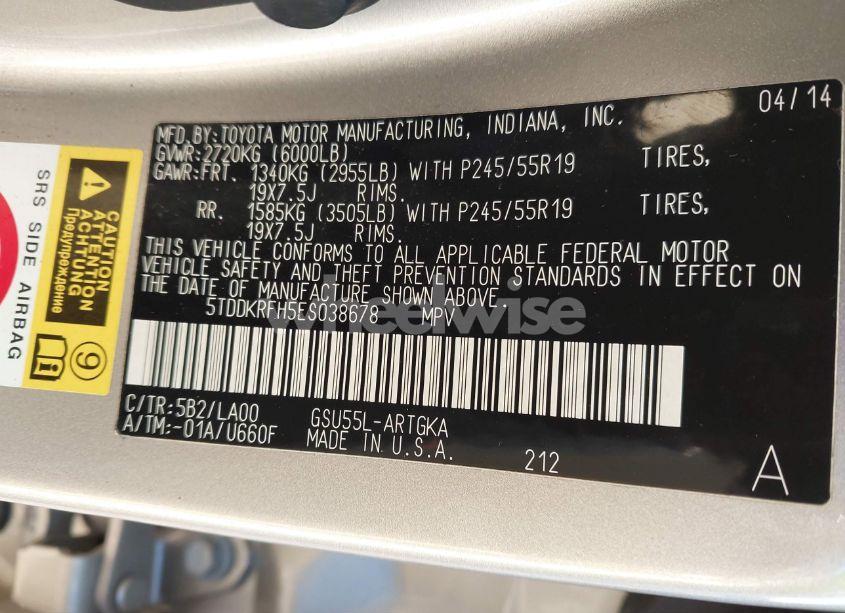 04/14
MFD.BY:TOYOTA MOTOR MANUFACTURING, INDIANA, INC.
GVWR:2720KG (6000LB)
GAWR:FRT. 1340KG (2955LB) WITH P245/55R19 TIRES,
19X7.5J RIMS.
RR. 1585KG (3505LB) WITH P245/55R19 TIRES,
19X7.5J RIMS.
THIS VEHICLE CONFORMS TO ALL APPLICABLE FEDERAL MOTOR
VEHICLE SAFETY AND THEFT PREVENTION STANDARDS IN EFFECT ON
THE DATE OF MANUFACTURE SHOWN ABOVE.
5TDDKRFH5ES038678 MPV
wheelwise
C/TR:5B2/LA00 GSU55L-ARTGKA
A/TM:-01A/U660F MADE IN U.S.A.
212
A
SRS SIDE AIRBAG
CAUTION
ATTENTION
ACHTUNG
Предупреждение
i
9